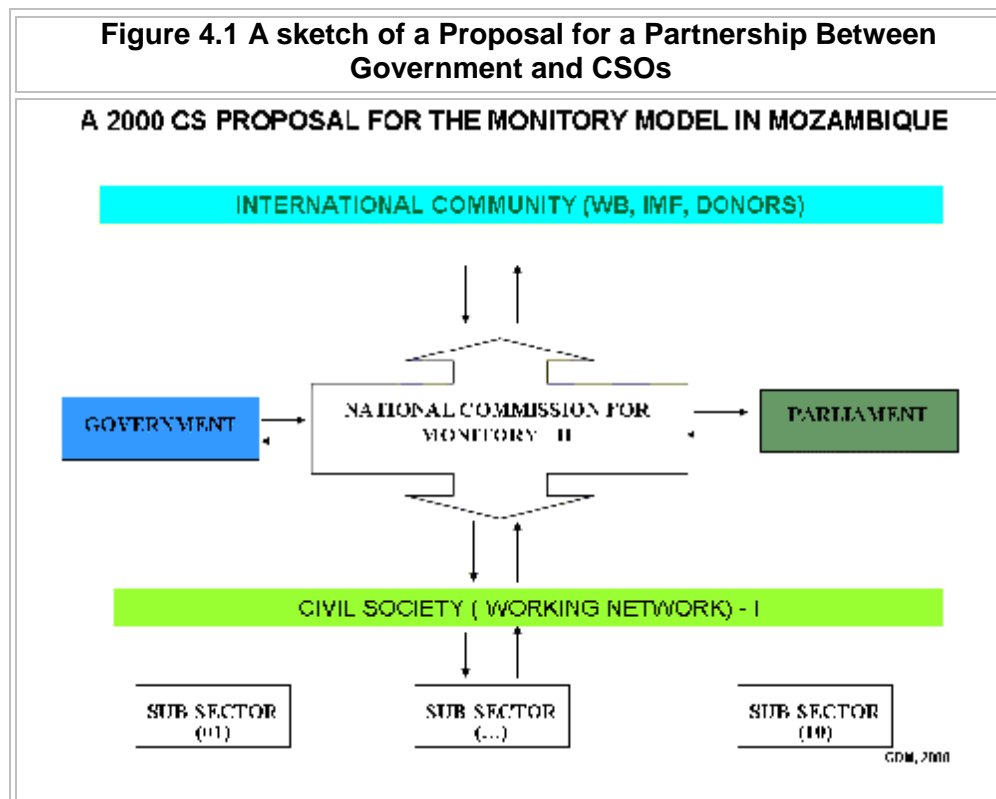 Figure 4.1 A sketch of a Proposal for a Partnership Between
Government and CSOs
A 2000 CS PROPOSAL FOR THE MONITORY MODEL IN MOZAMBIQUE
INTERNATIONAL COMMUNITY (WB, IMF, DONORS)
GOVERNMENT
NATIONAL COMMISSION FOR
MONITORY - II
PARLIAMENT
CIVIL SOCIETY ( WORKING NETWORK) - I
SUB SECTOR
(01)
SUB SECTOR
(...)
SUB SECTOR
(10)
GDM, 2000